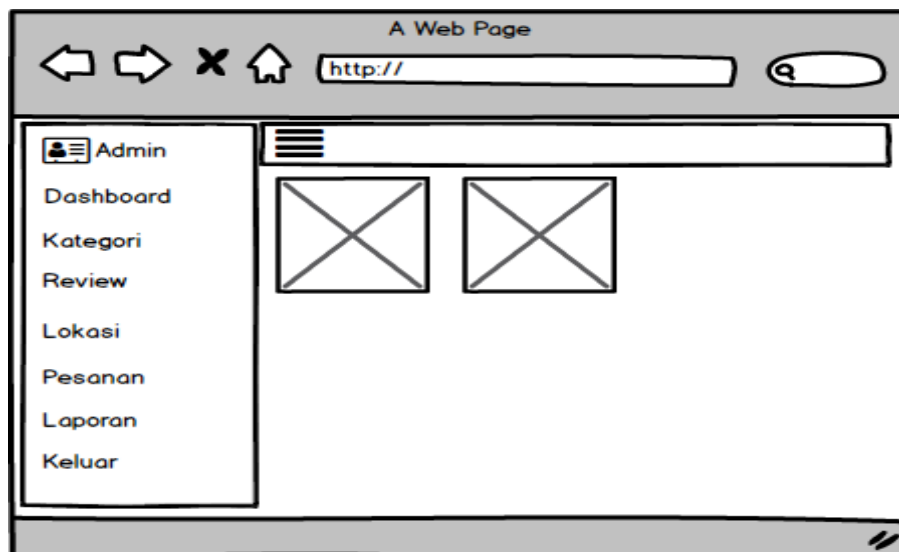 A Web Page
http://
Admin
Dashboard
Kategori
Review
Lokasi
Pesanan
Laporan
Keluar